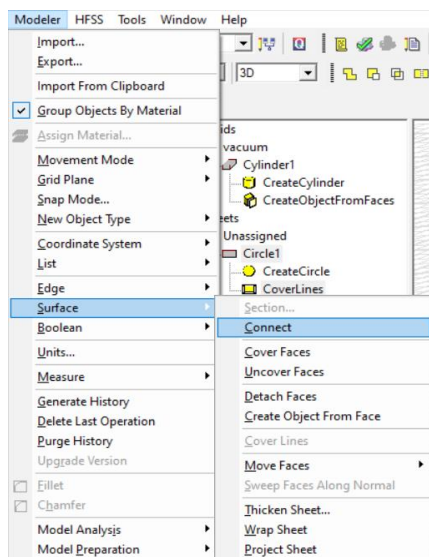 Modeler HFSS Tools Window Help
Import...
Export...
Import From Clipboard
Group Objects By Material
Assign Material...
Movement Mode
Grid Plane
Snap Mode...
New Object Type
Coordinate System
List
Edge
Surface
Boolean
Units...
Measure
Generate History
Delete Last Operation
Purge History
Upgrade Version
Fillet
Chamfer
Model Analysis
Model Preparation
3D
ids
vacuum
Cylinder1
CreateCylinder
CreateObjectFromFaces
eets
Unassigned
Circle1
CreateCircle
CoverLines
Section...
Connect
Cover Faces
Uncover Faces
Detach Faces
Create Object From Face
Cover Lines
Move Faces
Sweep Faces Along Normal
Thicken Sheet...
Wrap Sheet
Project Sheet